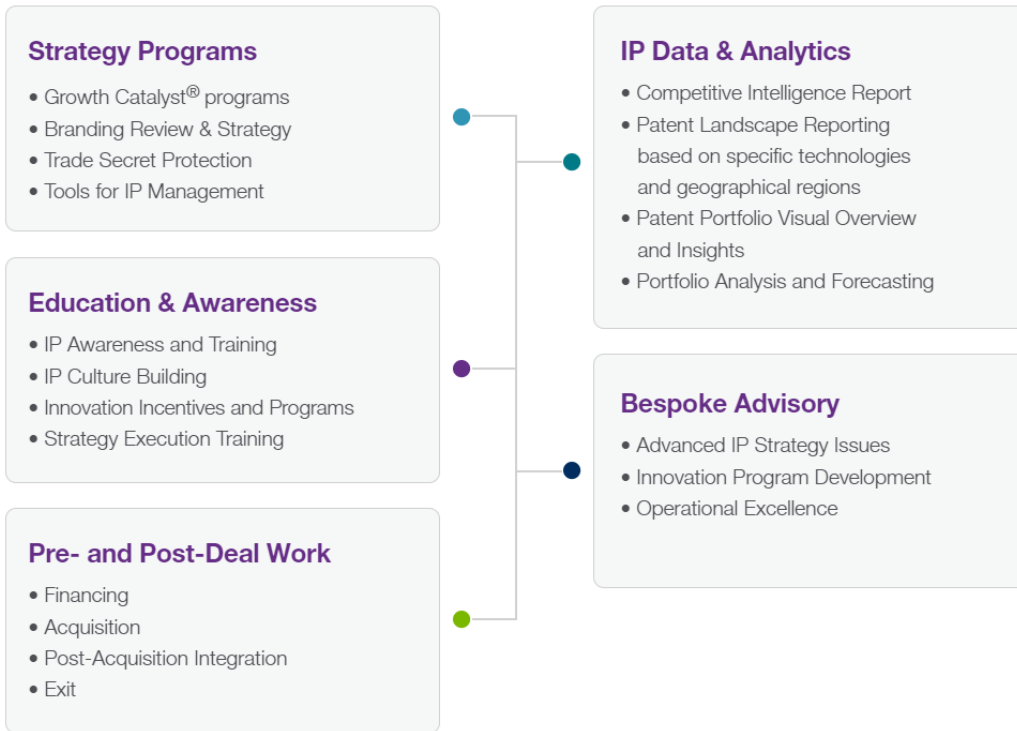 Strategy Programs
• Growth Catalyst® programs
• Branding Review & Strategy
• Trade Secret Protection
• Tools for IP Management
Education & Awareness
• IP Awareness and Training
• IP Culture Building
• Innovation Incentives and Programs
• Strategy Execution Training
Pre- and Post-Deal Work
• Financing
• Acquisition
• Post-Acquisition Integration
• Exit
IP Data & Analytics
• Competitive Intelligence Report
• Patent Landscape Reporting
based on specific technologies
and geographical regions
• Patent Portfolio Visual Overview
and Insights
• Portfolio Analysis and Forecasting
Bespoke Advisory
• Advanced IP Strategy Issues
• Innovation Program Development
• Operational Excellence